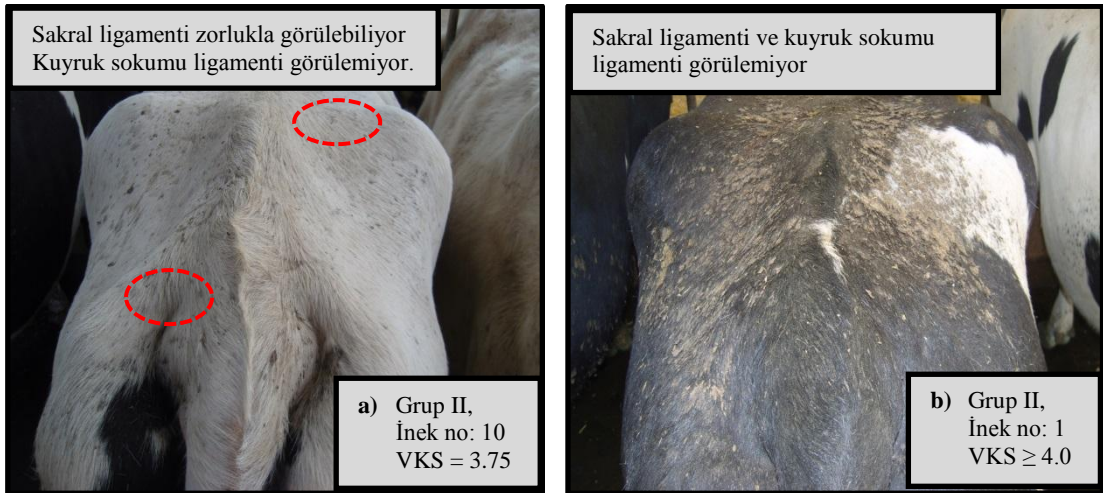 Sakral ligamenti zorlukla görülebiliyor
Kuyruk sokumu ligamenti görülemiyor.
a) Grup II,
İnek no: 10
VKS = 3.75
Sakral ligamenti ve kuyruk sokumu
ligamenti görülemiyor
b) Grup II,
İnek no: 1
VKS ≥ 4.0